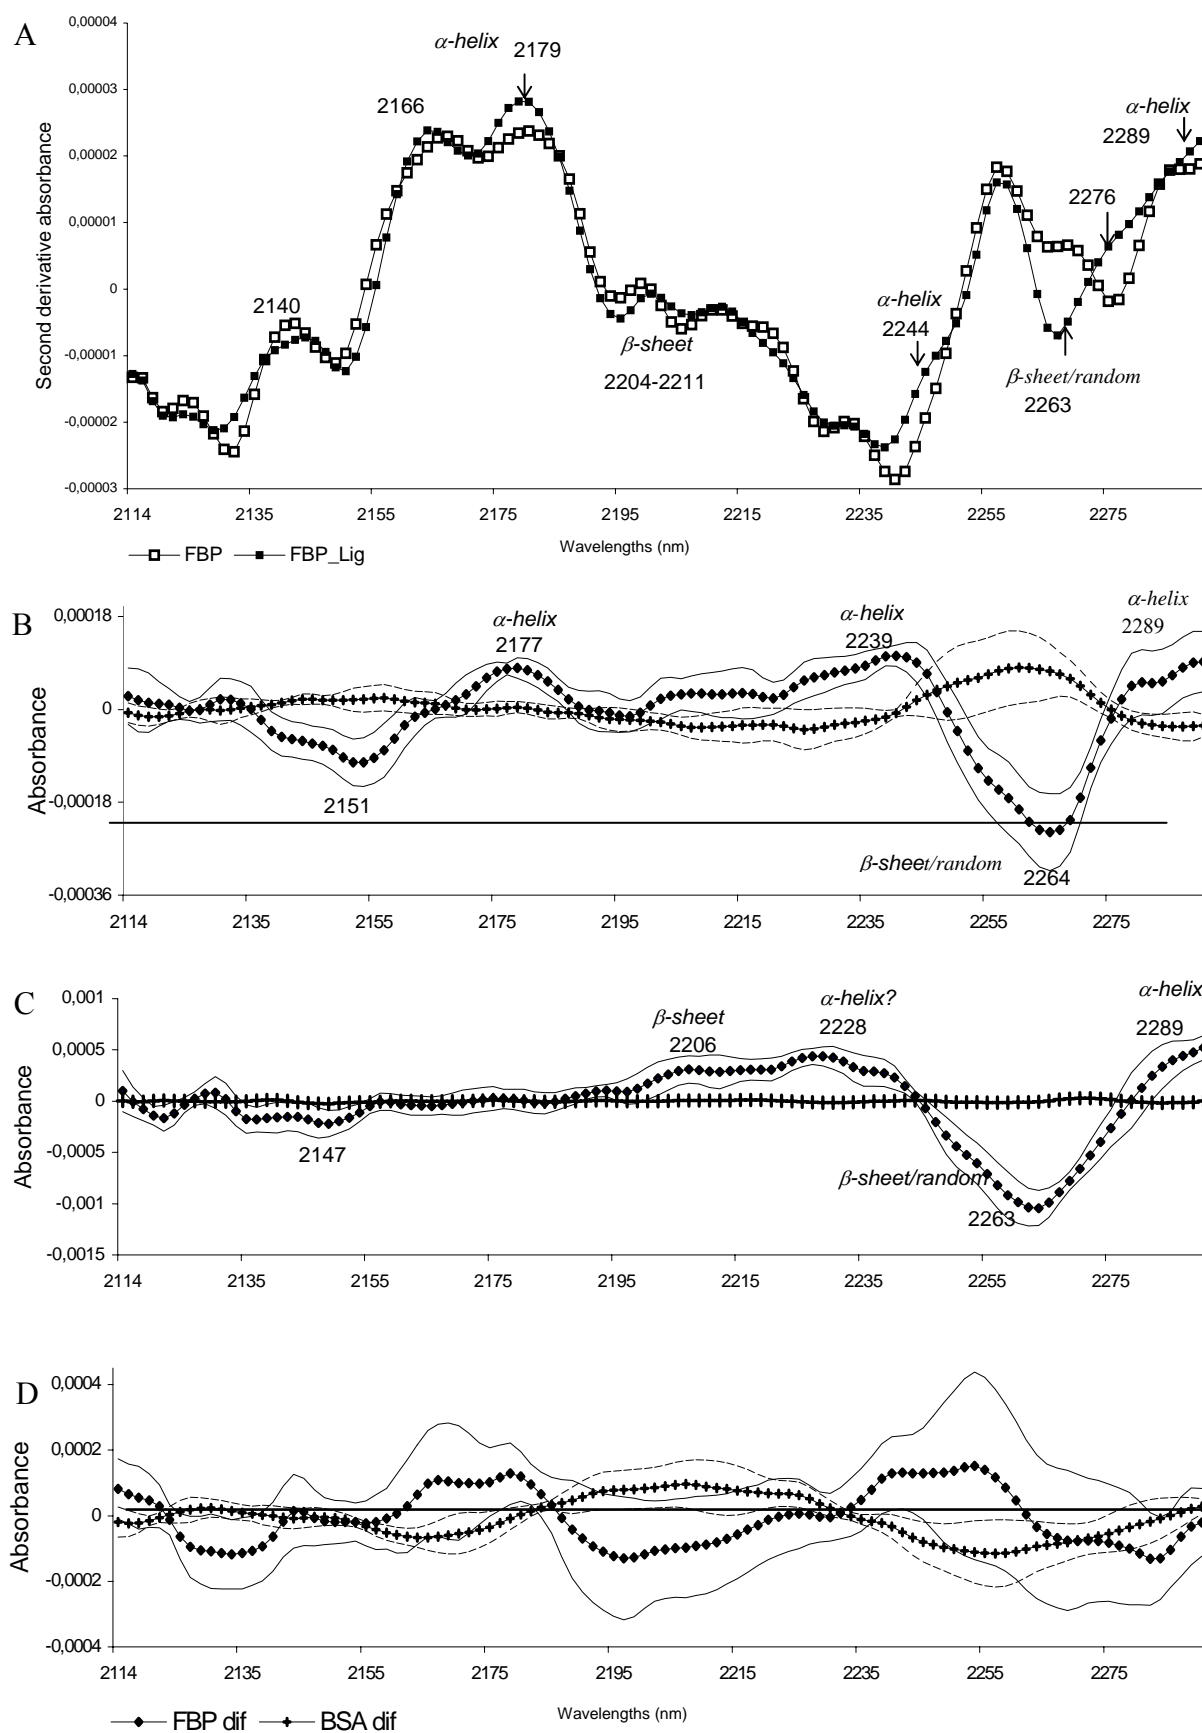 A
Second derivative absorbance
0,00004
0,00003
0,00002
0,00001
0
-0,00001
-0,00002
-0,00003
α-helix
2179
2166
2140
β-sheet
2204-2211
α-helix
2244
α-helix
2289
2276
β-sheet/random
2263
2114 2135 2155 2175 2195 2215 2235 2255 2275
Wavelengths (nm)
FBP FBP_Lig
B
Absorbance
0,00018
0
-0,00018
-0,00036
α-helix
2177
α-helix
2239
α-helix
2289
2151
β-sheet/random
2264
2114 2135 2155 2175 2195 2215 2235 2255 2275
C
Absorbance
0,001
0,0005
0
-0,0005
-0,001
-0,0015
β-sheet
2206
α-helix?
2228
α-helix
2289
2147
β-sheet/random
2263
2114 2135 2155 2175 2195 2215 2235 2255 2275
D
Absorbance
0,0004
0,0002
0
-0,0002
-0,0004
2114 2135 2155 2175 2195 2215 2235 2255 2275
Wavelengths (nm)
FBP dif BSA dif